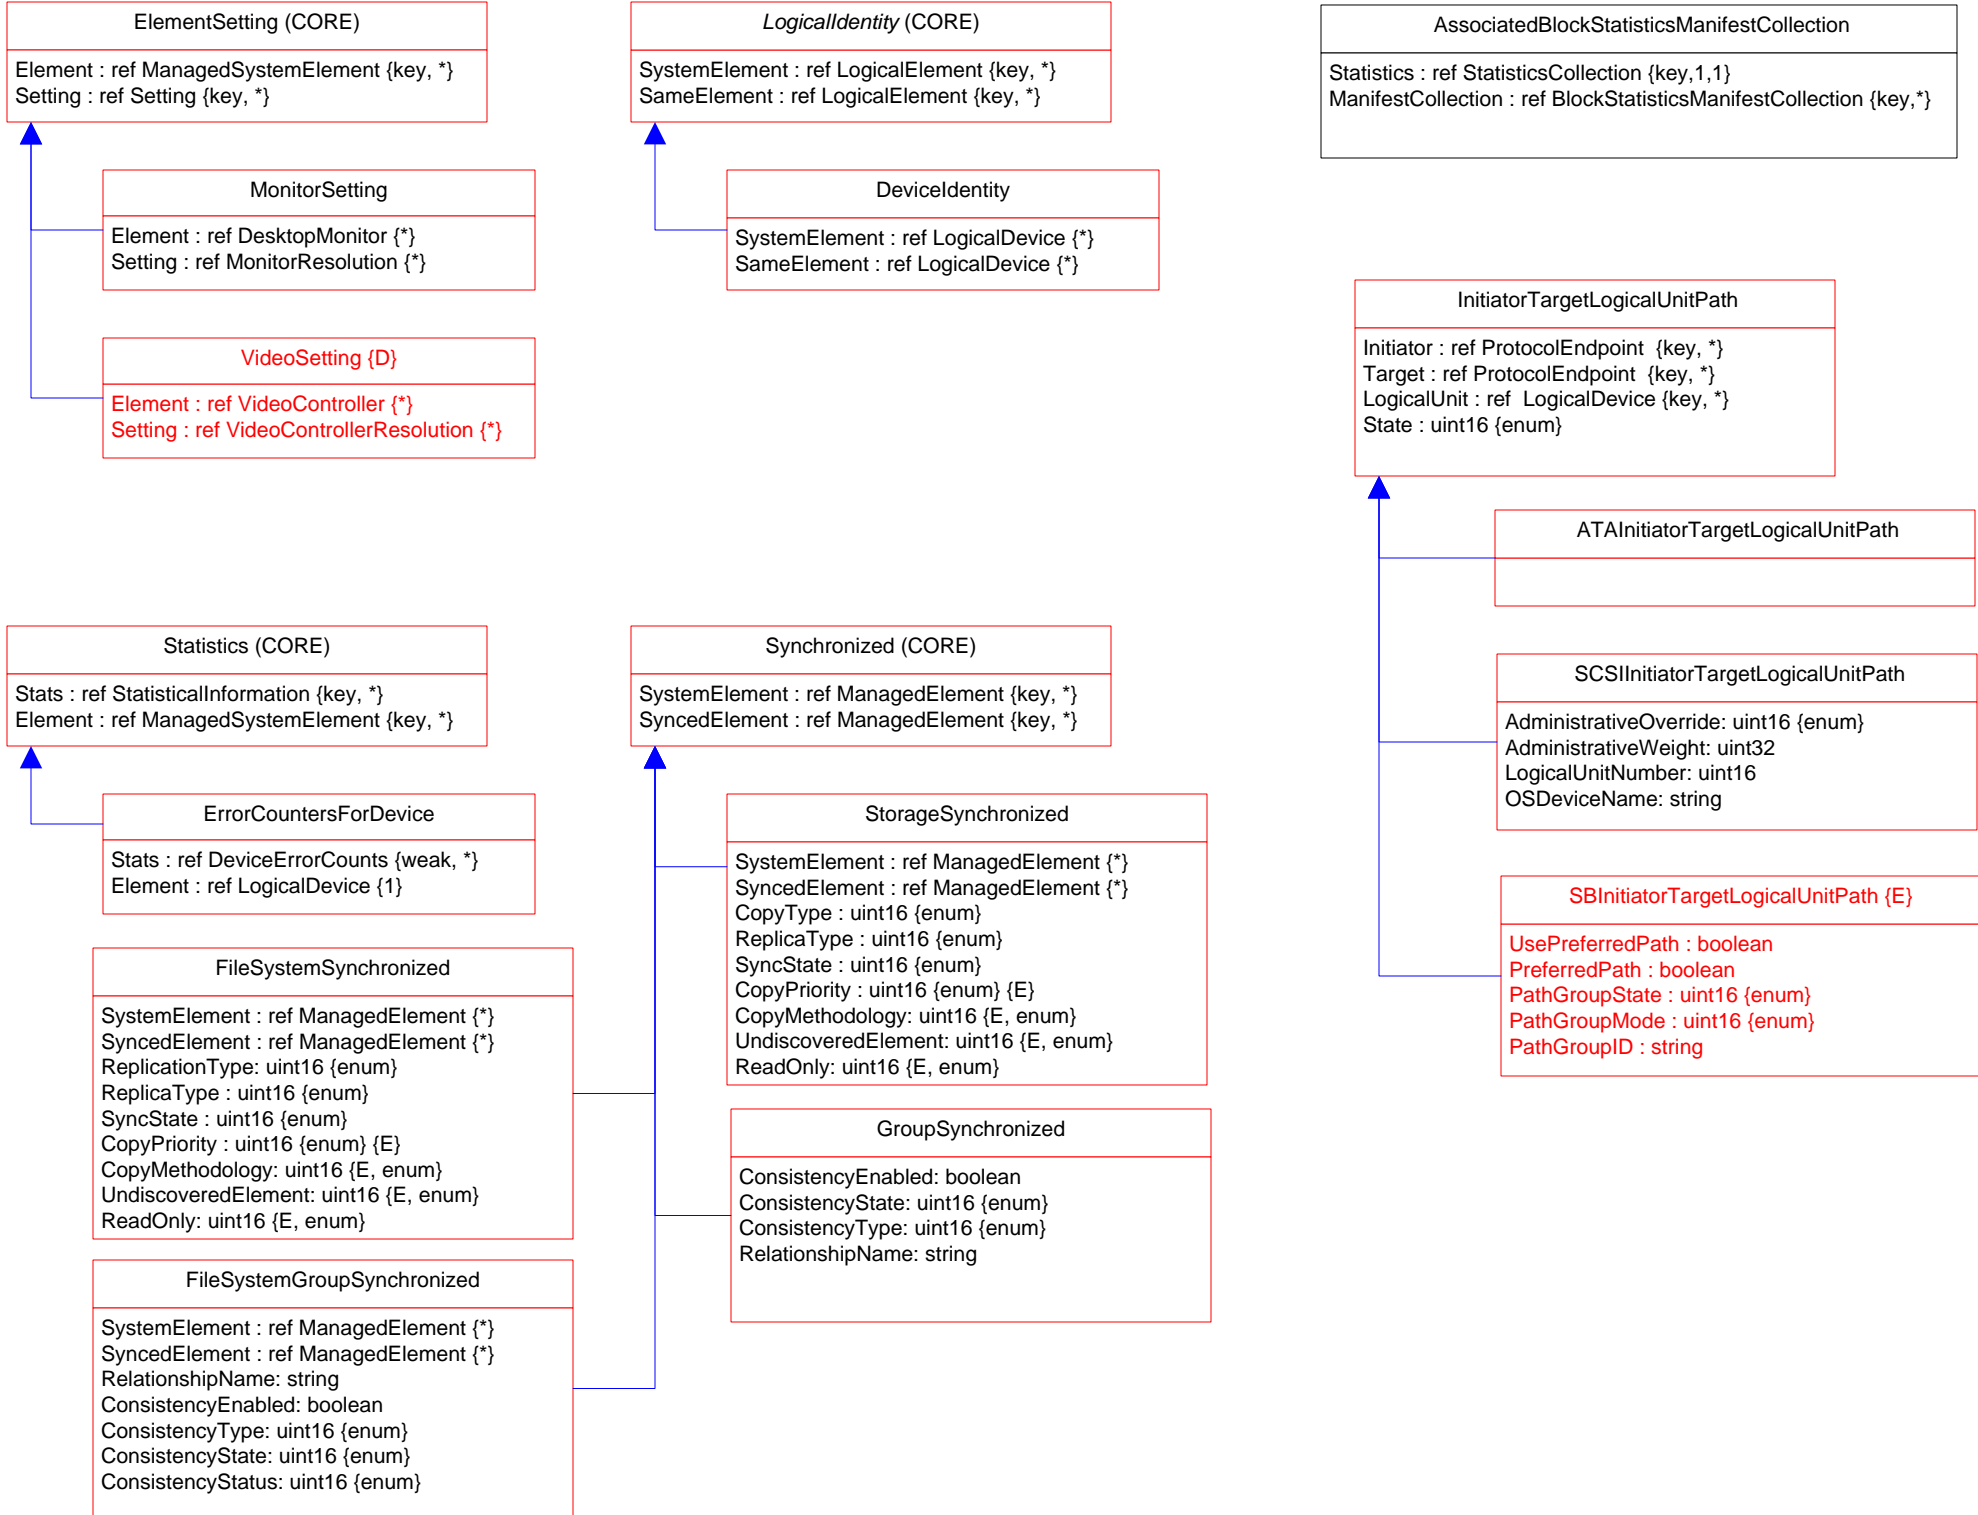 ElementSetting (CORE)
Element : ref ManagedSystemElement {key, *}
Setting : ref Setting {key, *}
MonitorSetting
Element : ref DesktopMonitor {*}
Setting : ref MonitorResolution {*}
VideoSetting {D}
Element : ref VideoController {*}
Setting : ref VideoControllerResolution {*}
LogicalIdentity (CORE)
SystemElement : ref LogicalElement {key, *}
SameElement : ref LogicalElement {key, *}
DeviceIdentity
SystemElement : ref LogicalDevice {*}
SameElement : ref LogicalDevice {*}
AssociatedBlockStatisticsManifestCollection
Statistics : ref StatisticsCollection {key,1,1}
ManifestCollection : ref BlockStatisticsManifestCollection {key,*}
InitiatorTargetLogicalUnitPath
Initiator : ref ProtocolEndpoint  {key, *}
Target : ref ProtocolEndpoint  {key, *}
LogicalUnit : ref  LogicalDevice {key, *}
State : uint16 {enum}
ATAInitiatorTargetLogicalUnitPath
SCSIInitiatorTargetLogicalUnitPath
AdministrativeOverride: uint16 {enum}
AdministrativeWeight: uint32
LogicalUnitNumber: uint16
OSDeviceName: string
SBInitiatorTargetLogicalUnitPath {E}
UsePreferredPath : boolean
PreferredPath : boolean
PathGroupState : uint16 {enum}
PathGroupMode : uint16 {enum}
PathGroupID : string
Statistics (CORE)
Stats : ref StatisticalInformation {key, *}
Element : ref ManagedSystemElement {key, *}
ErrorCountersForDevice
Stats : ref DeviceErrorCounts {weak, *}
Element : ref LogicalDevice {1}
Synchronized (CORE)
SystemElement : ref ManagedElement {key, *}
SyncedElement : ref ManagedElement {key, *}
StorageSynchronized
SystemElement : ref ManagedElement {*}
SyncedElement : ref ManagedElement {*}
CopyType : uint16 {enum}
ReplicaType : uint16 {enum}
SyncState : uint16 {enum}
CopyPriority : uint16 {enum} {E}
CopyMethodology: uint16 {E, enum}
UndiscoveredElement: uint16 {E, enum}
ReadOnly: uint16 {E, enum}
FileSystemSynchronized
SystemElement : ref ManagedElement {*}
SyncedElement : ref ManagedElement {*}
ReplicationType: uint16 {enum}
ReplicaType : uint16 {enum}
SyncState : uint16 {enum}
CopyPriority : uint16 {enum} {E}
CopyMethodology: uint16 {E, enum}
UndiscoveredElement: uint16 {E, enum}
ReadOnly: uint16 {E, enum}
GroupSynchronized
ConsistencyEnabled: boolean
ConsistencyState: uint16 {enum}
ConsistencyType: uint16 {enum}
RelationshipName: string
FileSystemGroupSynchronized
SystemElement : ref ManagedElement {*}
SyncedElement : ref ManagedElement {*}
RelationshipName: string
ConsistencyEnabled: boolean
ConsistencyType: uint16 {enum}
ConsistencyState: uint16 {enum}
ConsistencyStatus: uint16 {enum}